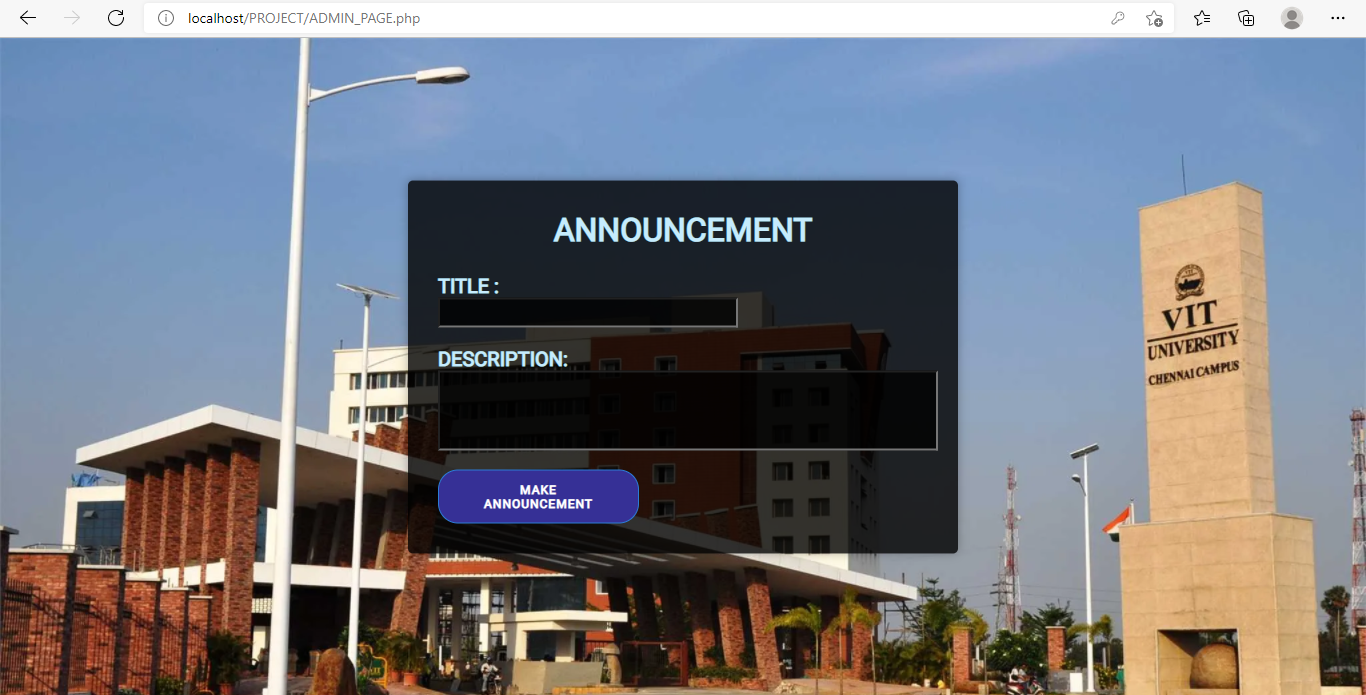 localhost/PROJECT/ADMIN_PAGE.php
ANNOUNCEMENT
TITLE :
DESCRIPTION:
MAKE
ANNOUNCEMENT
VIT
UNIVERSITY
CHENNAI CAMPUS